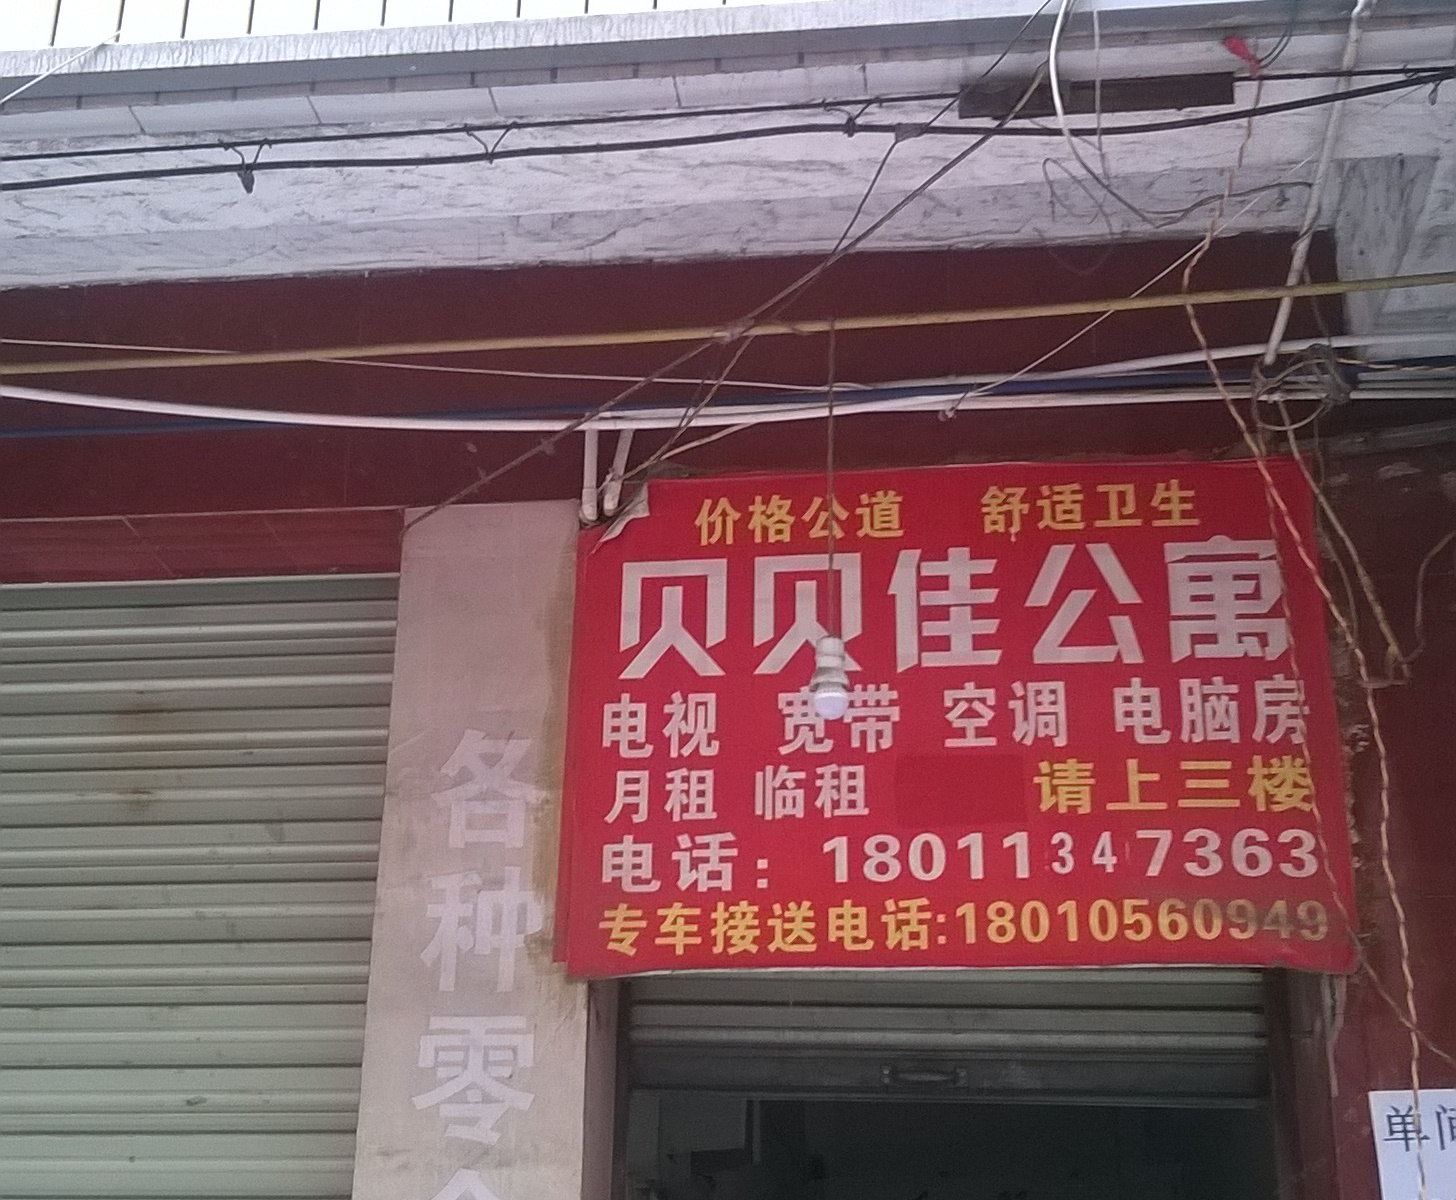 价格公道 舒适卫生
贝贝佳公寓
电视 宽带 空调 电脑房
月租 临租 请上三楼
电话：18011347363
专车接送电话:18010560949
各种零
单间